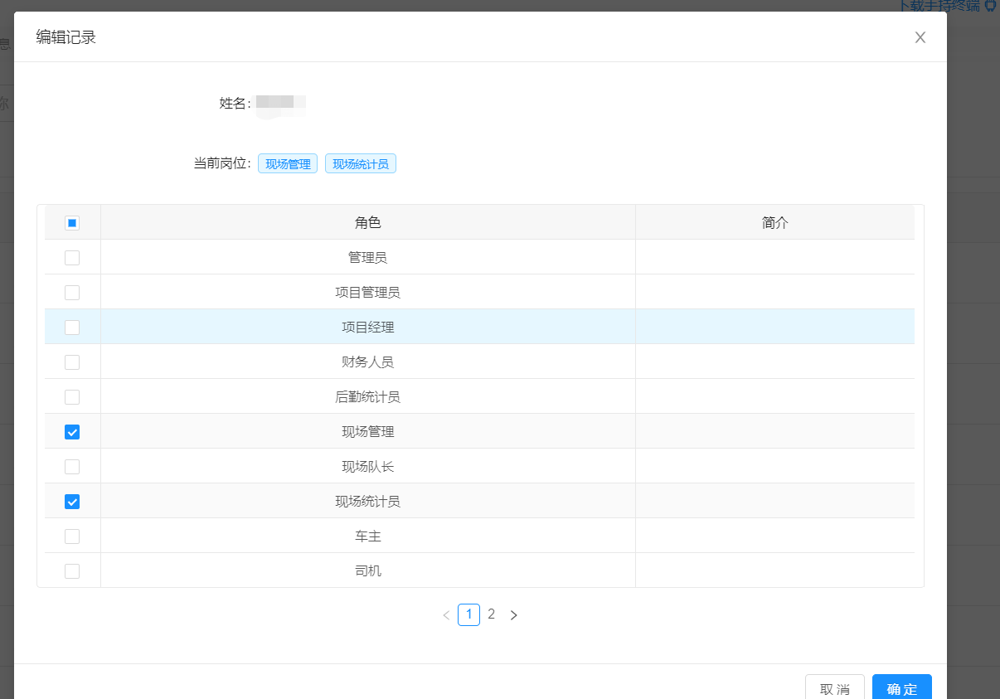 下载手持终端
编辑记录
息
姓名:
称
当前岗位: 现场管理 现场统计员
角色 简介
管理员
项目管理员
项目经理
财务人员
后勤统计员
现场管理
现场队长
现场统计员
车主
司机
1 2
取消 确定